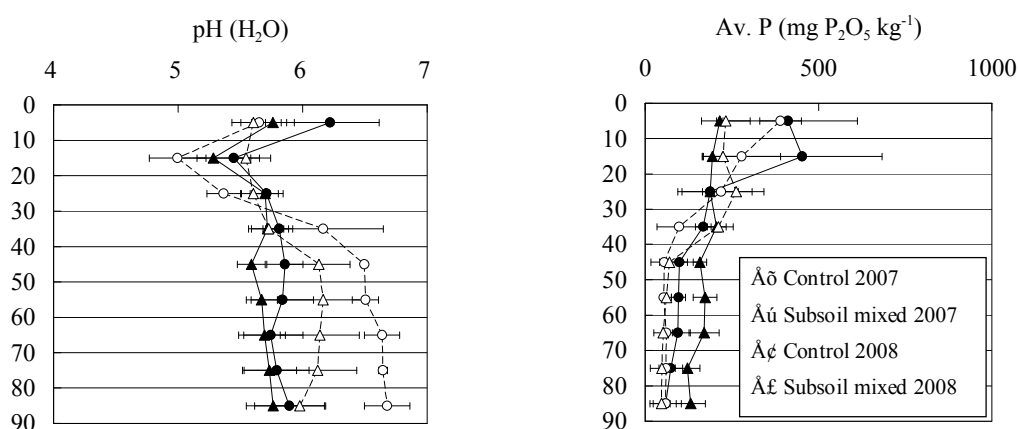 pH (H₂O)
4 5 6 7
0
10
20
30
40
50
60
70
80
90
Av. P (mg P₂O₅ kg⁻¹)
0 500 1000
0
10
20
30
40
50
60
70
80
90
Åõ Control 2007
Åú Subsoil mixed 2007
Å¢ Control 2008
Å£ Subsoil mixed 2008